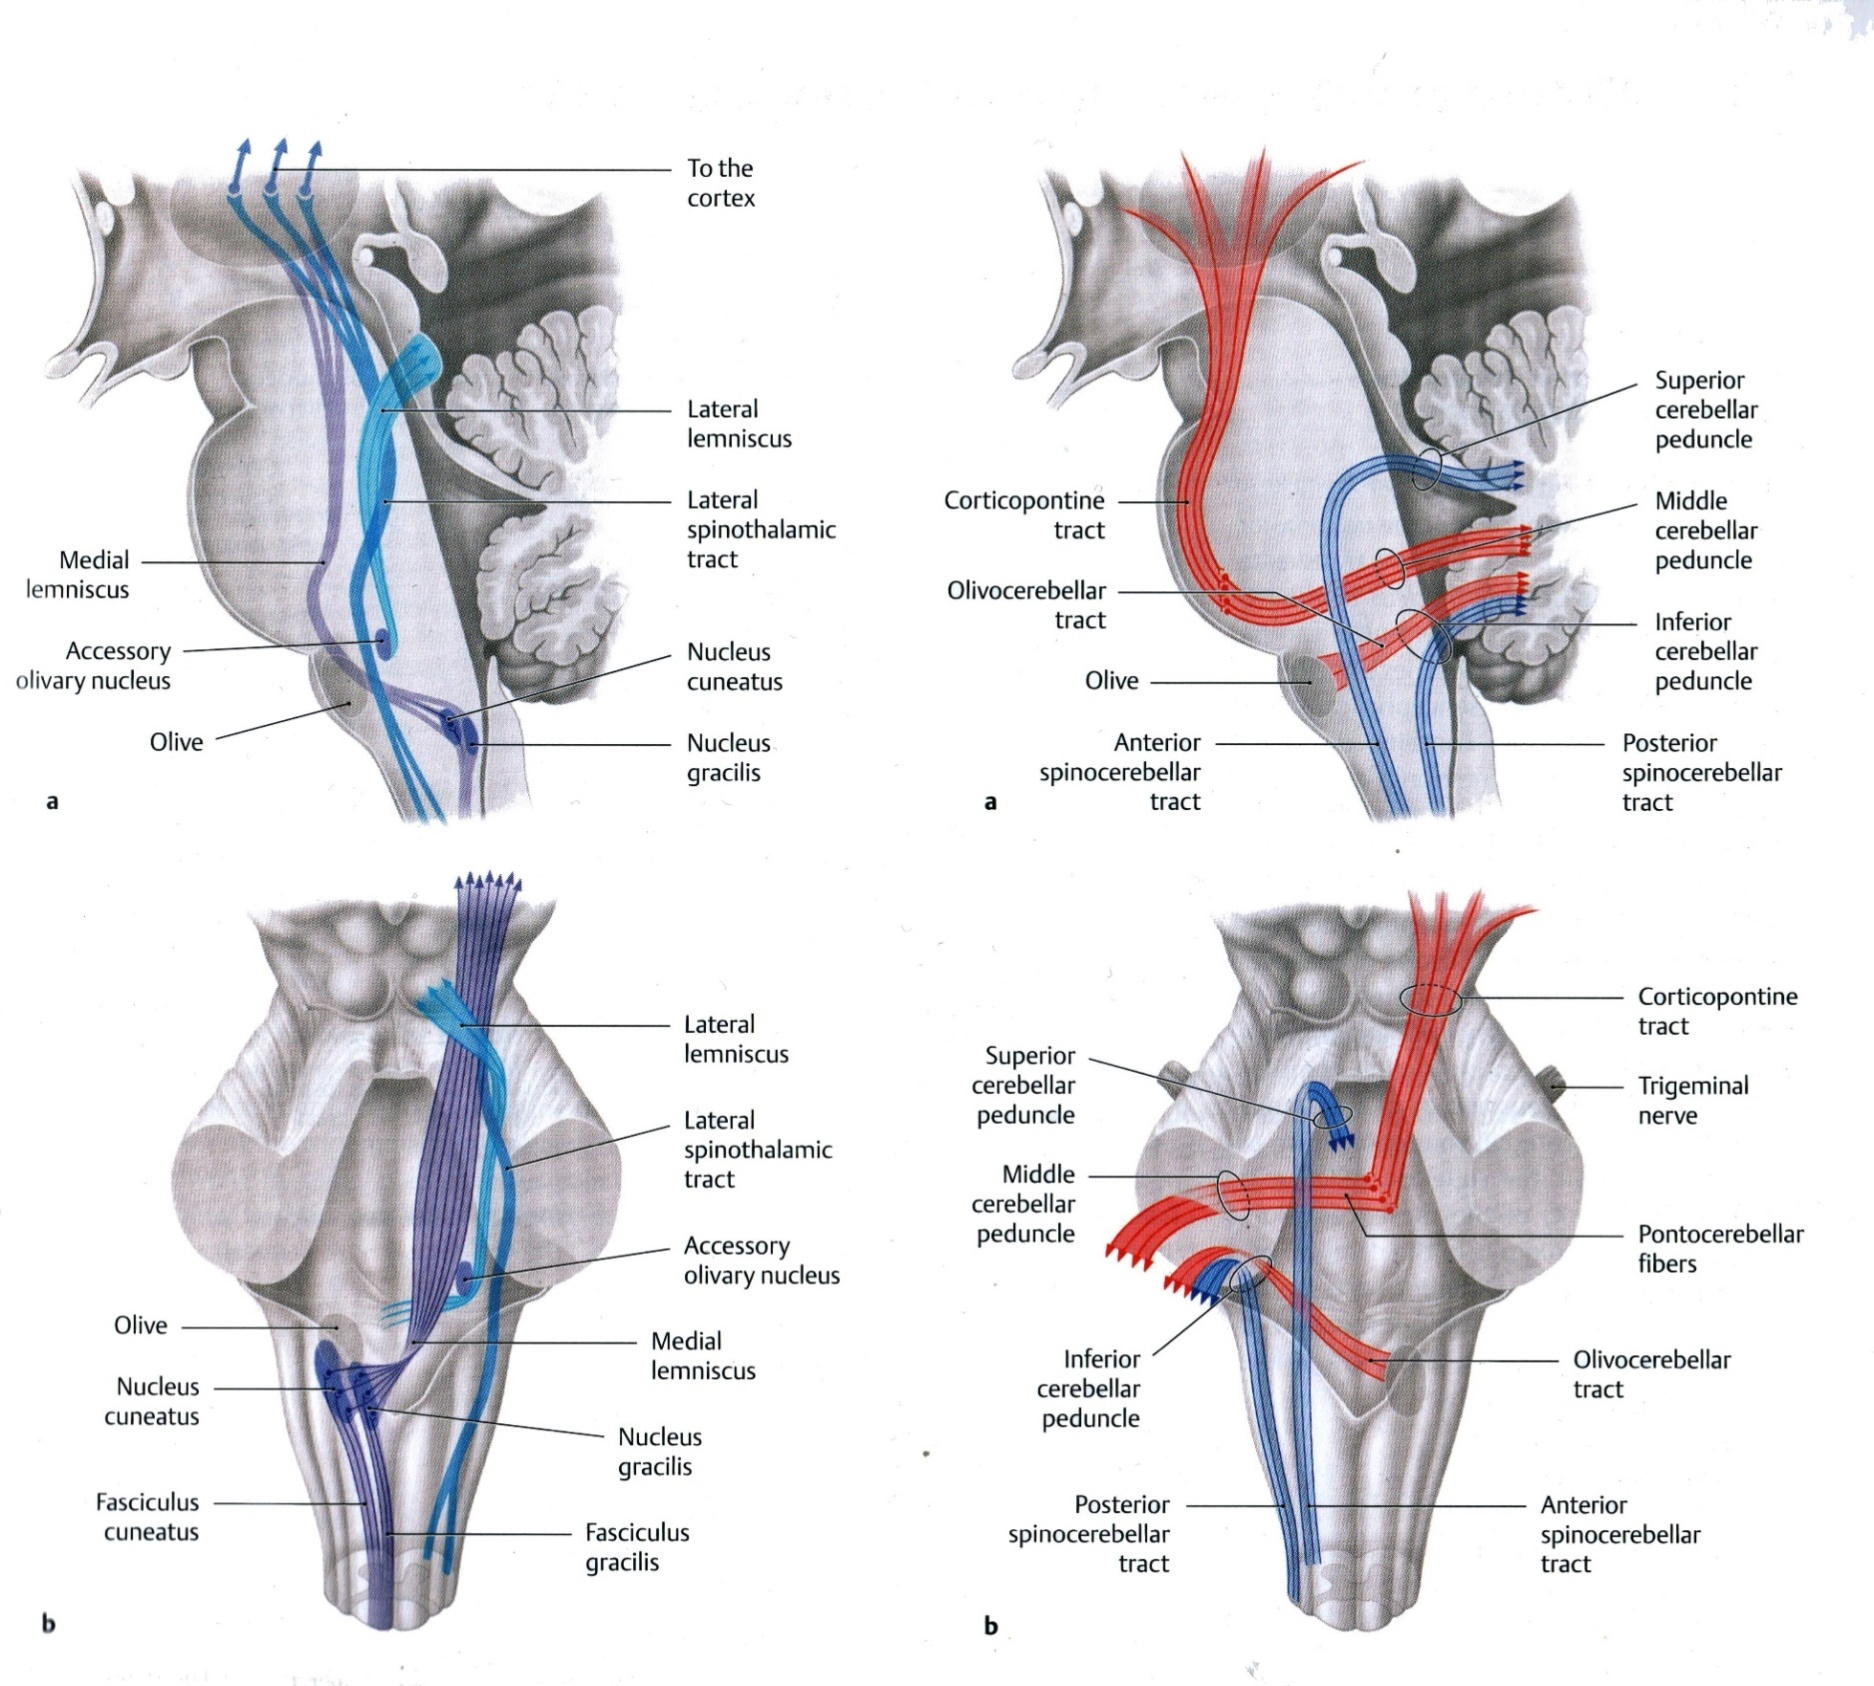 To the
cortex
Lateral
lemniscus
Lateral
spinothalamic
tract
Medial
lemniscus
Accessory
olivary nucleus
Nucleus
cuneatus
Olive
Nucleus
gracilis
a
Superior
cerebellar
peduncle
Corticopontine
tract
Middle
cerebellar
peduncle
Olivocerebellar
tract
Inferior
cerebellar
peduncle
Olive
Anterior
spinocerebellar
tract
Posterior
spinocerebellar
tract
a
Lateral
lemniscus
Lateral
spinothalamic
tract
Accessory
olivary nucleus
Olive
Medial
lemniscus
Nucleus
cuneatus
Nucleus
gracilis
Fasciculus
cuneatus
Fasciculus
gracilis
b
Corticopontine
tract
Superior
cerebellar
peduncle
Trigeminal
nerve
Middle
cerebellar
peduncle
Pontocerebellar
fibers
Inferior
cerebellar
peduncle
Olivocerebellar
tract
Posterior
spinocerebellar
tract
Anterior
spinocerebellar
tract
b